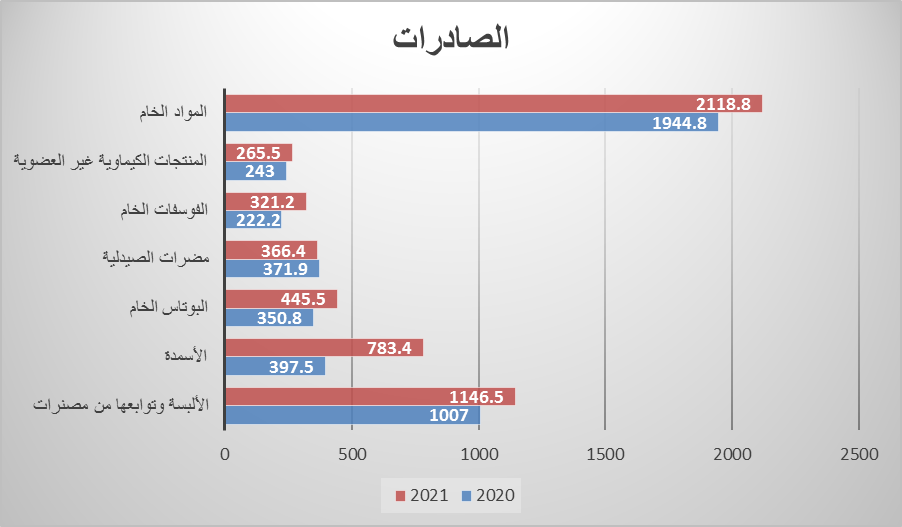 الصادرات
المواد الخام
2118.8
1944.8
المنتجات الكيماوية غير العضوية
265.5
243
الفوسفات الخام
321.2
222.2
مضرات الصيدلية
366.4
371.9
البوتاس الخام
445.5
350.8
الأسمدة
783.4
397.5
الألبسة وتوابعها من مصنرات
1146.5
1007
0 500 1000 1500 2000 2500
2021 2020